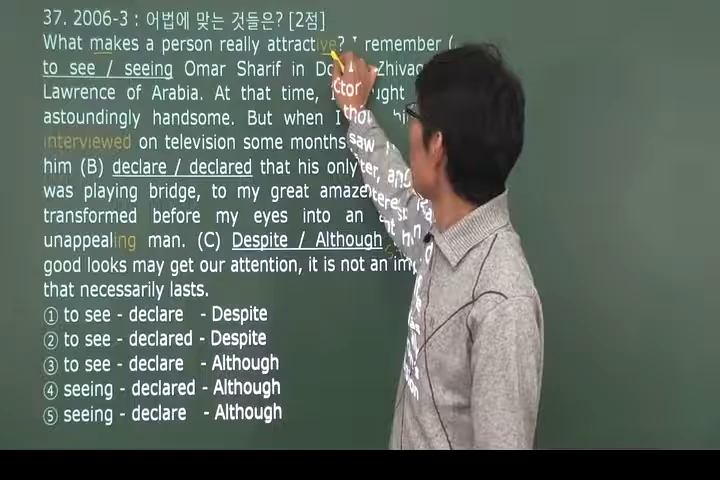 37. 2006-3 : 어법에 맞는 것들은? [2점]
What makes a person really attractive? I remember (
to see / seeing Omar Sharif in Do Zhivag
Lawrence of Arabia. At that time, I ught
astoundingly handsome. But when I hi
interviewed on television some months
him (B) declare / declared that his only
was playing bridge, to my great amaze
transformed before my eyes into an
unappealing man. (C) Despite / Although
good looks may get our attention, it is not an im
that necessarily lasts.
① to see - declare - Despite
② to see - declared - Despite
③ to see - declare - Although
④ seeing - declared - Although
⑤ seeing - declare - Although